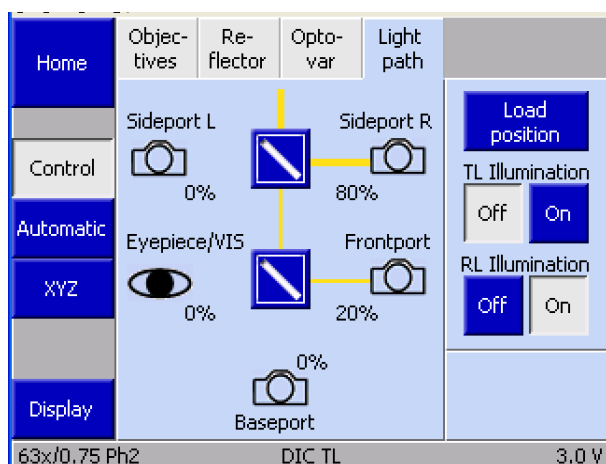 Home
Objec-
tives
Re-
flector
Opto-
var
Light
path
Control
Automatic
XYZ
Display
Sideport L
0%
Sideport R
80%
Eyepiece/VIS
0%
Frontport
20%
0%
Baseport
Load
position
TL Illumination
Off On
RL Illumination
Off On
63x/0.75 Ph2 DIC TL 3.0 V